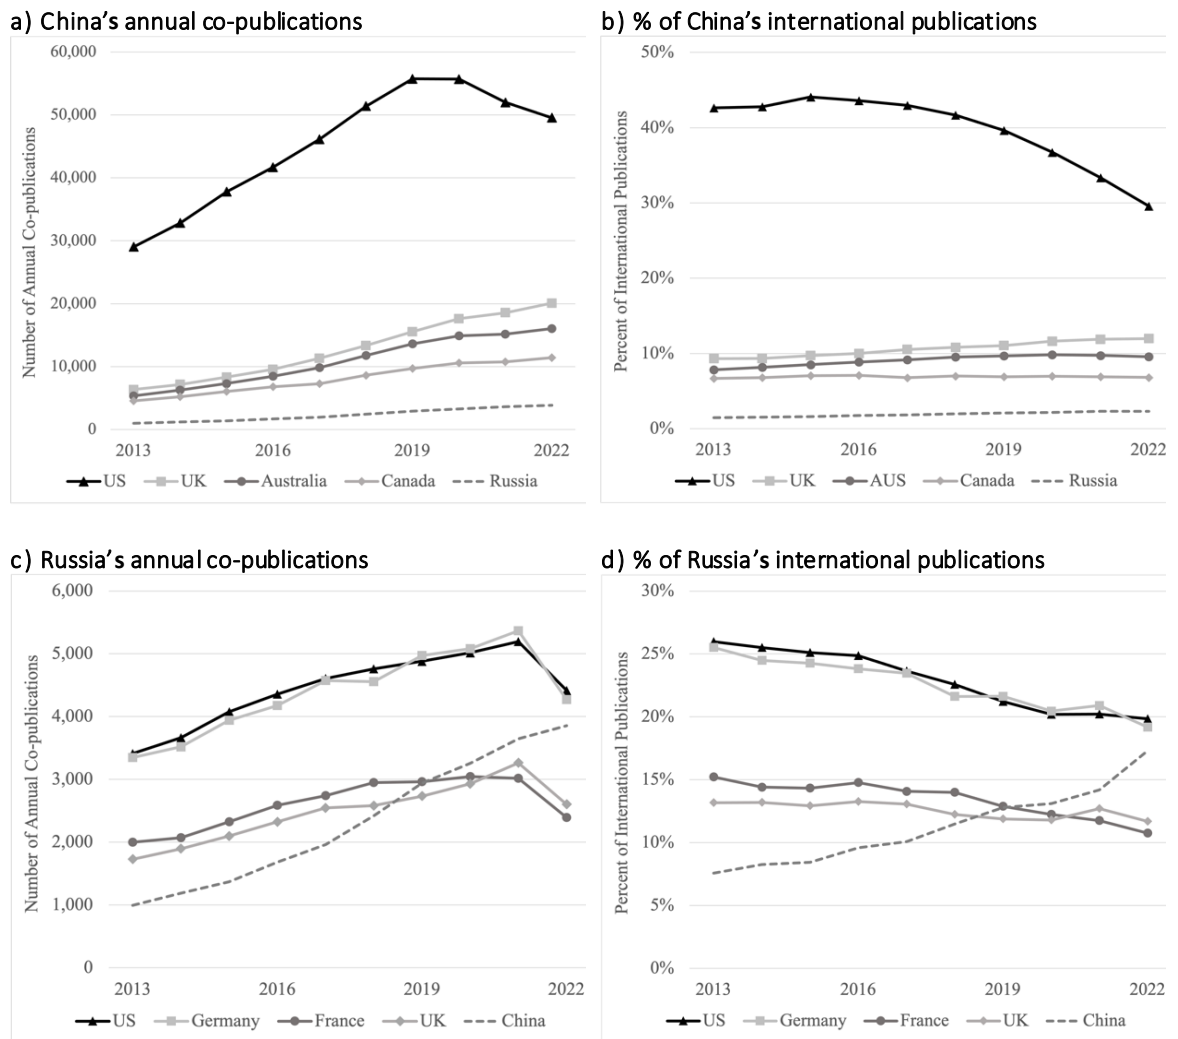 a) China's annual co-publications
60,000
50,000
40,000
30,000
20,000
10,000
0
Number of Annual Co-publications
2013 2016 2019 2022
US UK Australia Canada Russia
b) % of China's international publications
50%
40%
30%
20%
10%
0%
Percent of International Publications
2013 2016 2019 2022
US UK AUS Canada Russia
c) Russia's annual co-publications
6,000
5,000
4,000
3,000
2,000
1,000
0
Number of Annual Co-publications
2013 2016 2019 2022
US Germany France UK China
d) % of Russia's international publications
30%
25%
20%
15%
10%
5%
0%
Percent of International Publications
2013 2016 2019 2022
US Germany France UK China